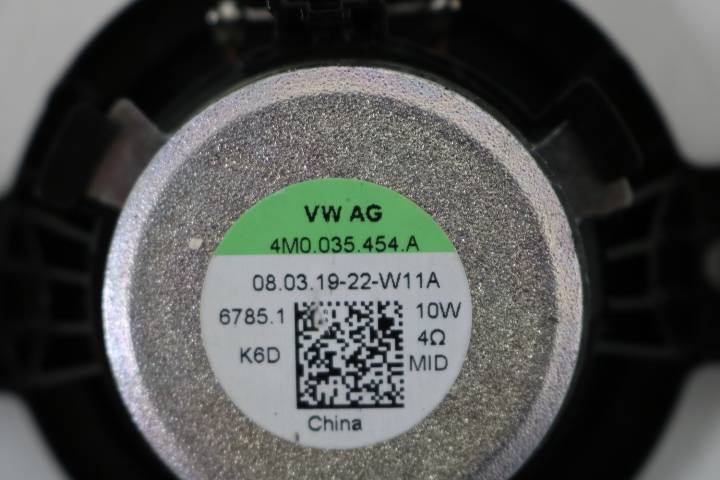 VW AG
4M0.035.454.A
08.03.19-22-W11A
6785.1 10W
4Ω
K6D MID
China